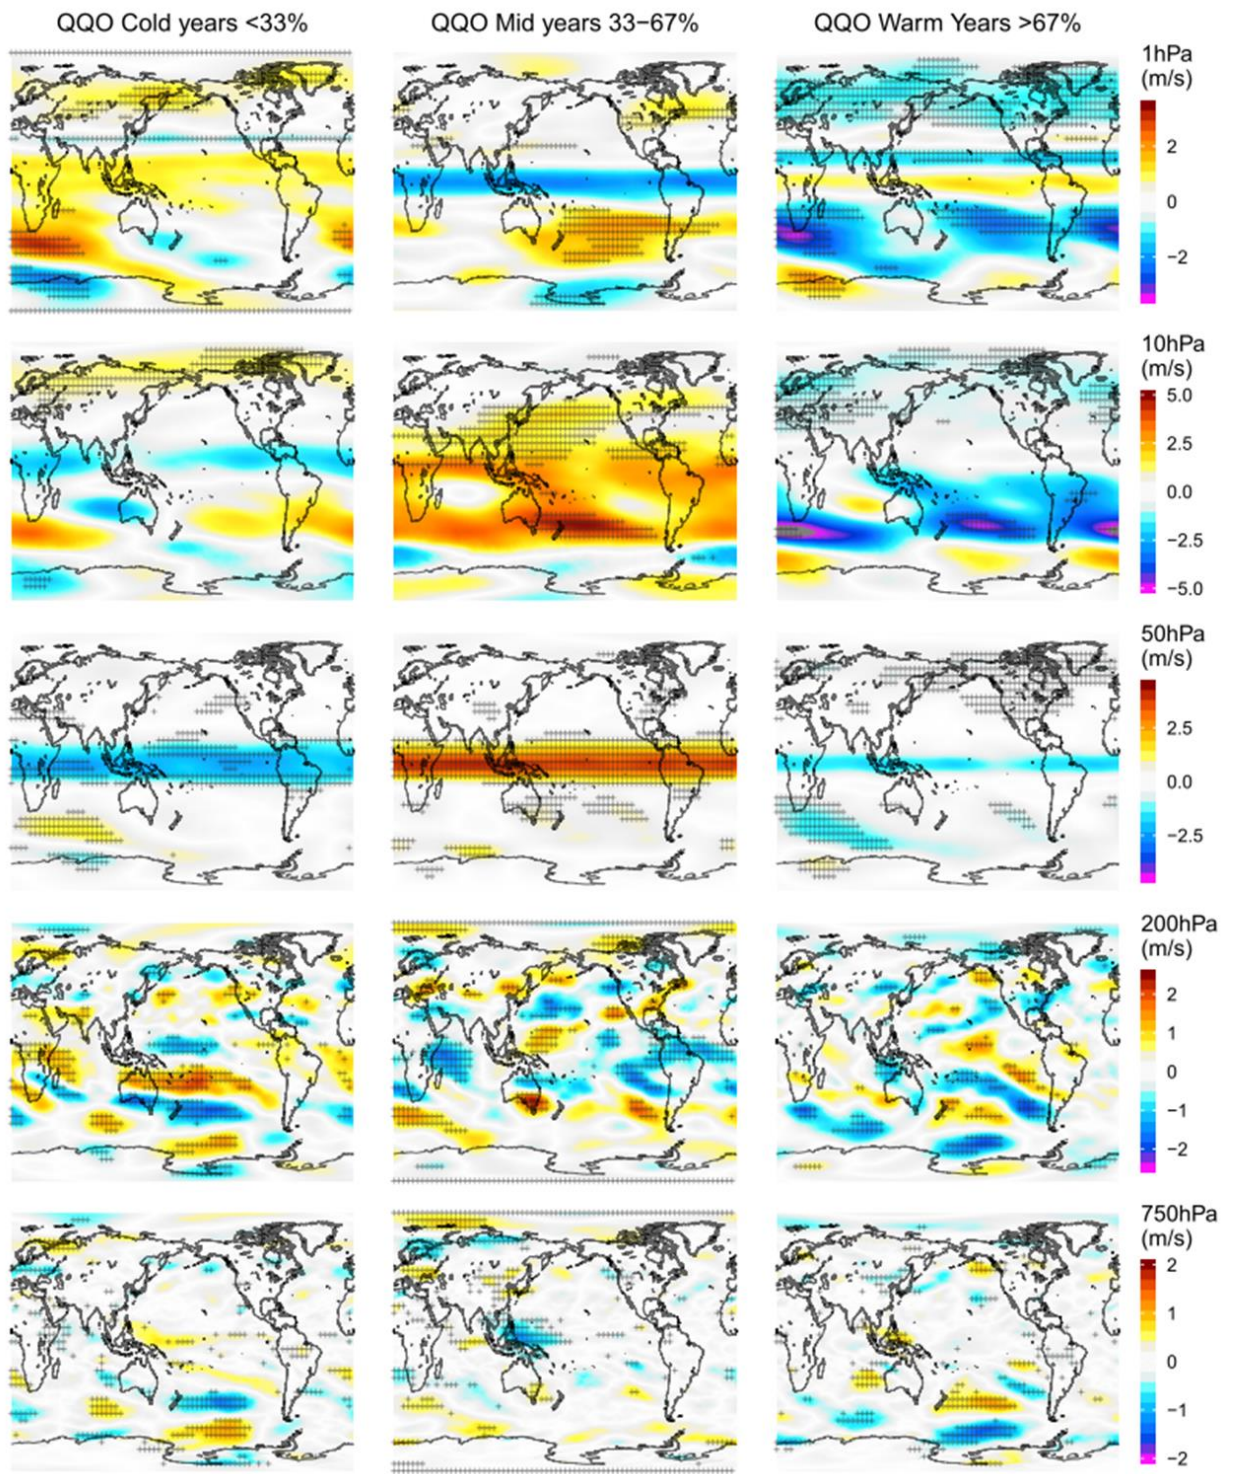 QQO Cold years <33%
QQO Mid years 33−67%
QQO Warm Years >67%
1hPa
(m/s)
2
0
−2
10hPa
(m/s)
5.0
2.5
0.0
−2.5
−5.0
50hPa
(m/s)
2.5
0.0
−2.5
200hPa
(m/s)
2
1
0
−1
−2
750hPa
(m/s)
2
1
0
−1
−2